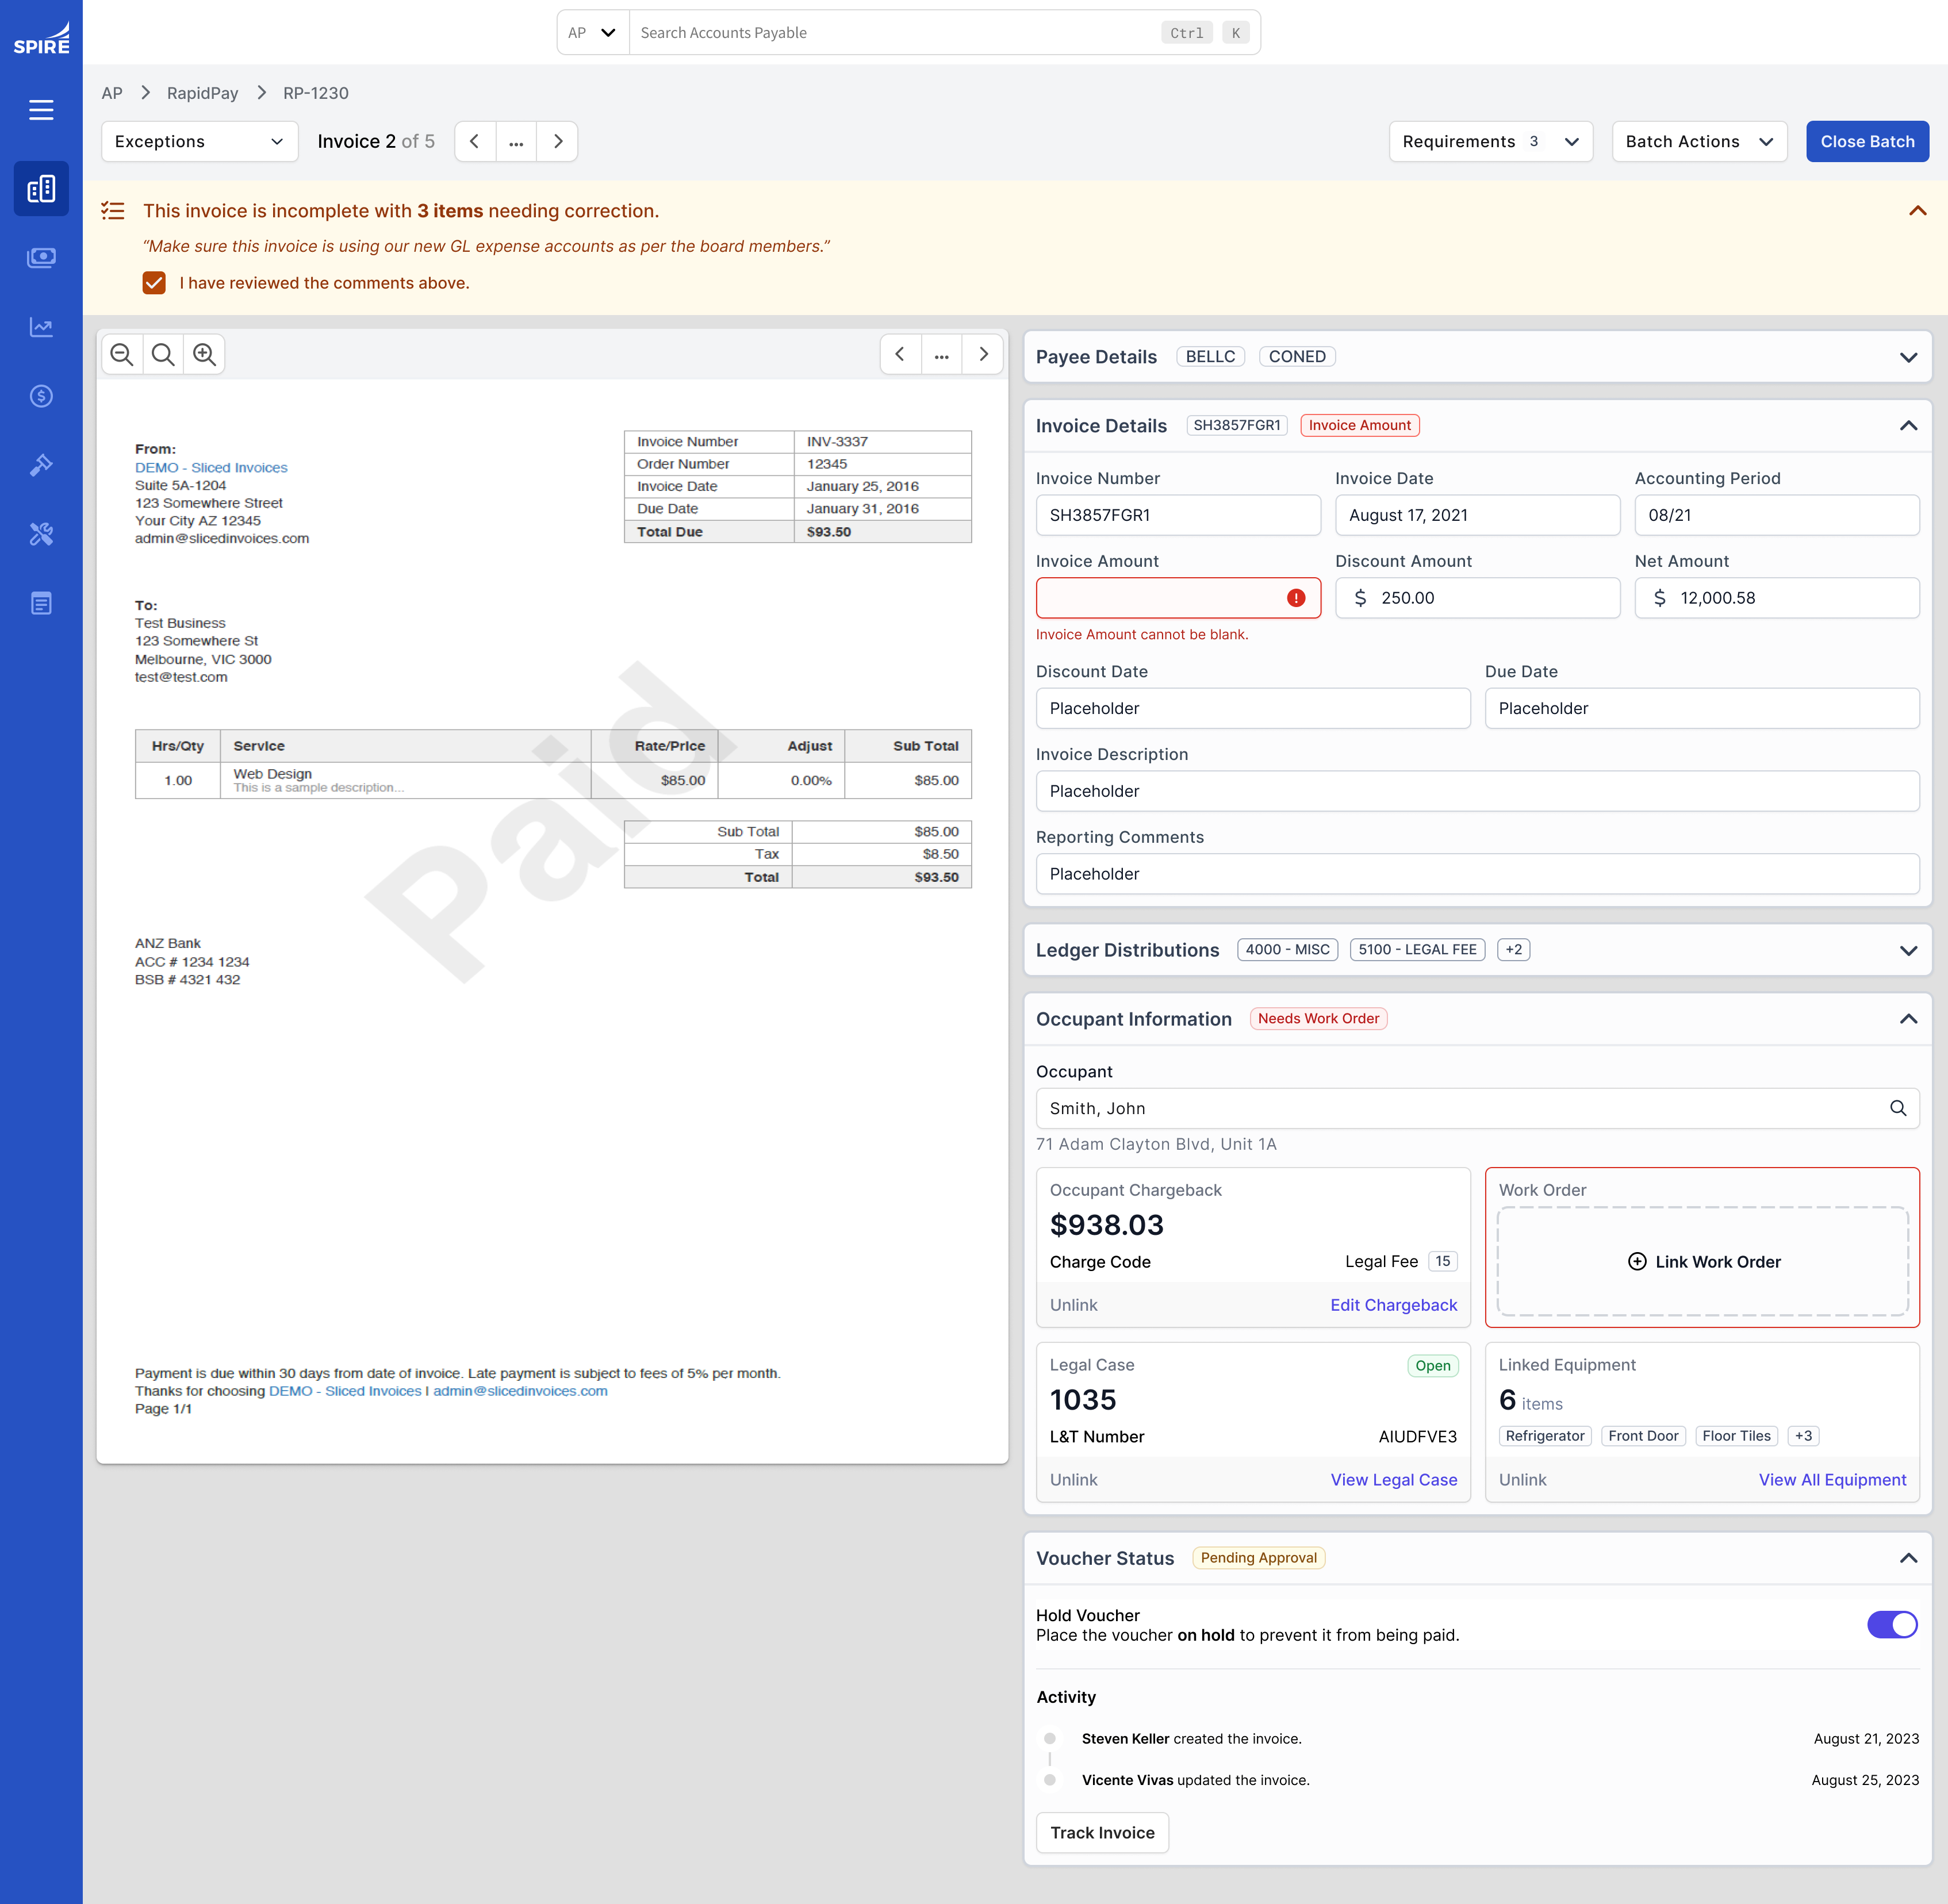 SPIRE
AP
Search Accounts Payable
Ctrl K
AP > RapidPay > RP-1230
Exceptions
Invoice 2 of 5
...
Requirements 3
Batch Actions
Close Batch
This invoice is incomplete with 3 items needing correction.
“Make sure this invoice is using our new GL expense accounts as per the board members.”
I have reviewed the comments above.
...
From:
DEMO - Sliced Invoices
Suite 5A-1204
123 Somewhere Street
Your City AZ 12345
admin@slicedinvoices.com
Invoice Number INV-3337
Order Number 12345
Invoice Date January 25, 2016
Due Date January 31, 2016
Total Due $93.50
To:
Test Business
123 Somewhere St
Melbourne, VIC 3000
test@test.com
Paid
Hrs/Qty Service Rate/Price Adjust Sub Total
1.00 Web Design $85.00 0.00% $85.00
This is a sample description...
Sub Total $85.00
Tax $8.50
Total $93.50
ANZ Bank
ACC # 1234 1234
BSB # 4321 432
Payment is due within 30 days from date of invoice. Late payment is subject to fees of 5% per month.
Thanks for choosing DEMO - Sliced Invoices | admin@slicedinvoices.com
Page 1/1
Payee Details BELLC CONED
Invoice Details SH3857FGR1 Invoice Amount
Invoice Number Invoice Date Accounting Period
SH3857FGR1 August 17, 2021 08/21
Invoice Amount Discount Amount Net Amount
$ 250.00 $ 12,000.58
Invoice Amount cannot be blank.
Discount Date Due Date
Placeholder Placeholder
Invoice Description
Placeholder
Reporting Comments
Placeholder
Ledger Distributions 4000 - MISC 5100 - LEGAL FEE +2
Occupant Information Needs Work Order
Occupant
Smith, John
71 Adam Clayton Blvd, Unit 1A
Occupant Chargeback
$938.03
Charge Code Legal Fee 15
Unlink Edit Chargeback
Work Order
Link Work Order
Legal Case Open
1035
L&T Number AIUDFVE3
Unlink View Legal Case
Linked Equipment
6 items
Refrigerator Front Door Floor Tiles +3
Unlink View All Equipment
Voucher Status Pending Approval
Hold Voucher
Place the voucher on hold to prevent it from being paid.
Activity
Steven Keller created the invoice. August 21, 2023
Vicente Vivas updated the invoice. August 25, 2023
Track Invoice